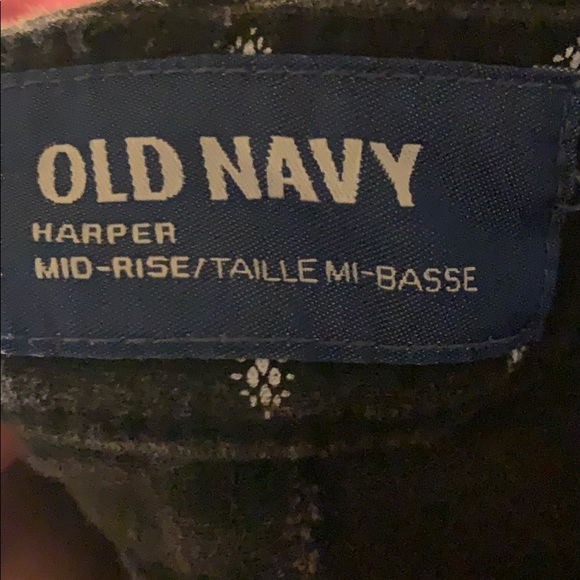 OLD NAVY
HARPER
MID-RISE/TAILLE MI-BASSE